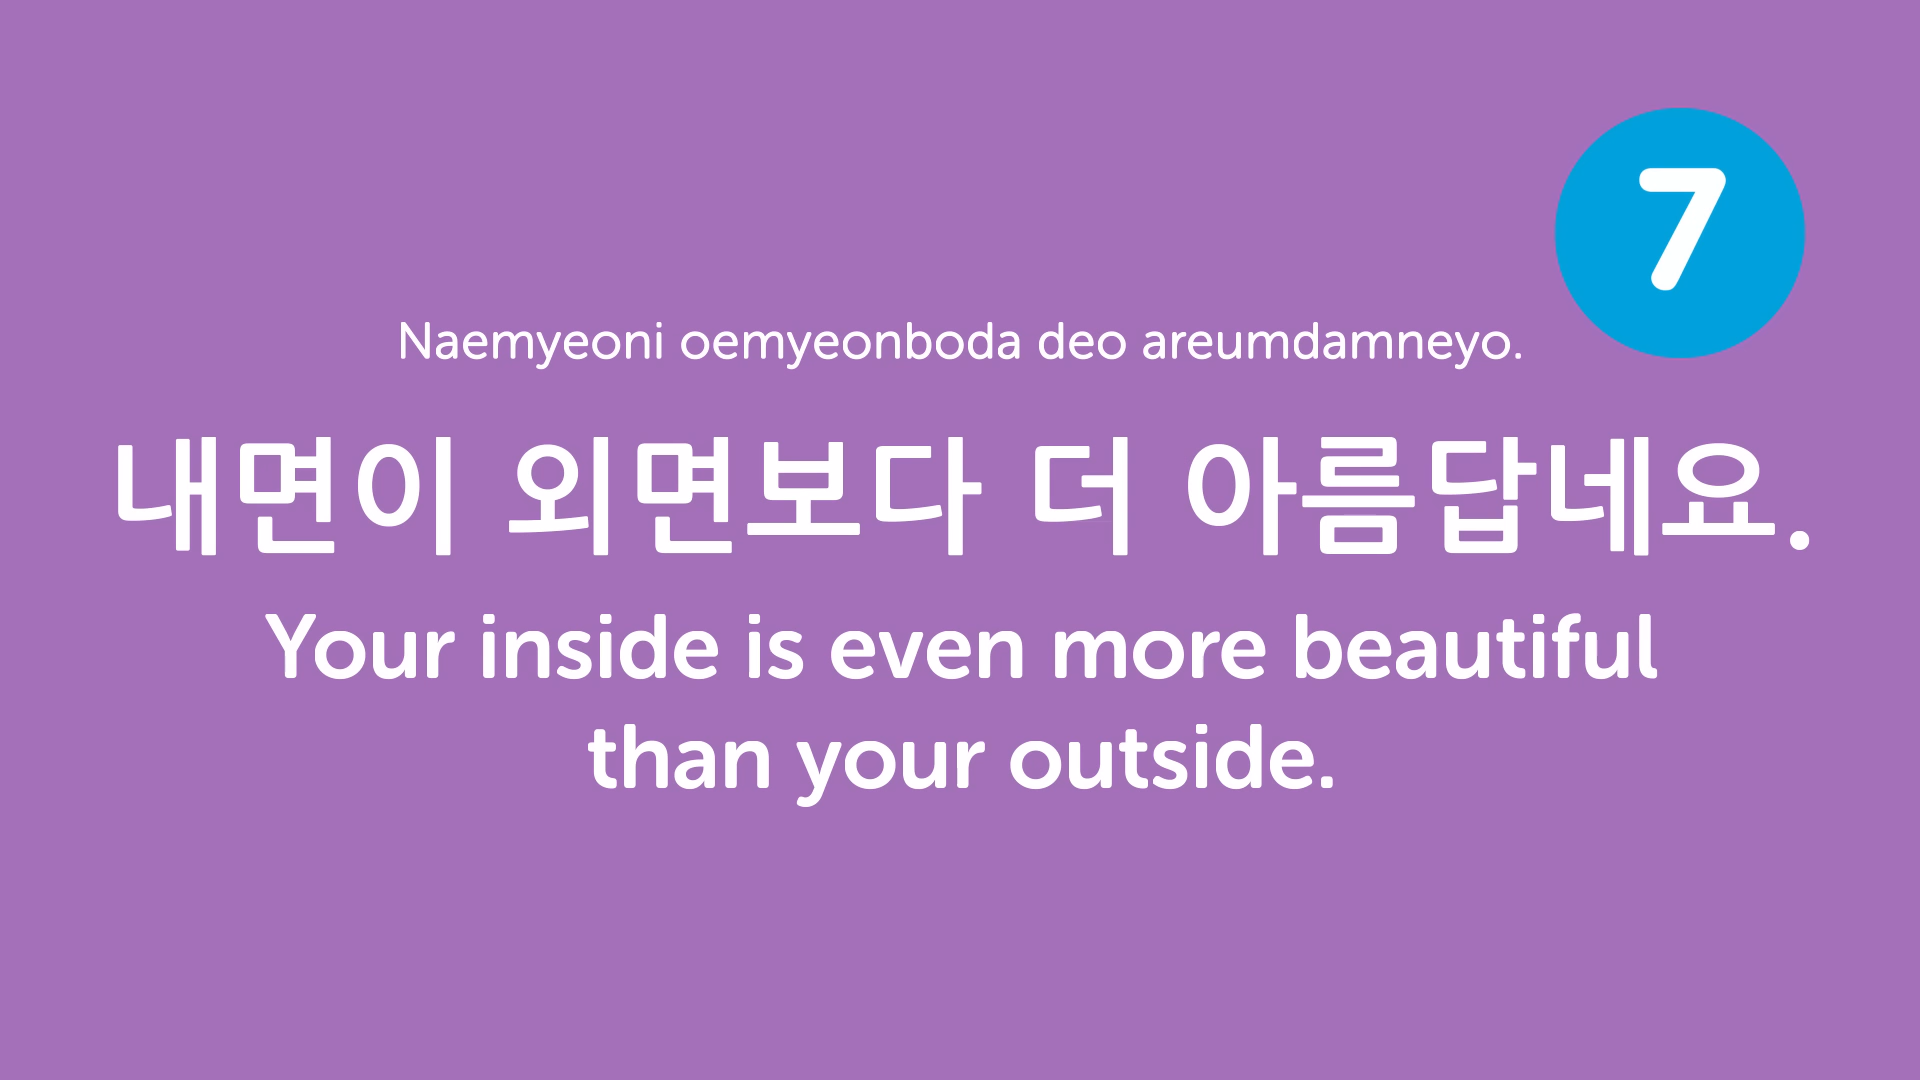 7
Naemyeoni oemyeonboda deo areumdamneyo.
내면이 외면보다 더 아름답네요.
Your inside is even more beautiful
than your outside.